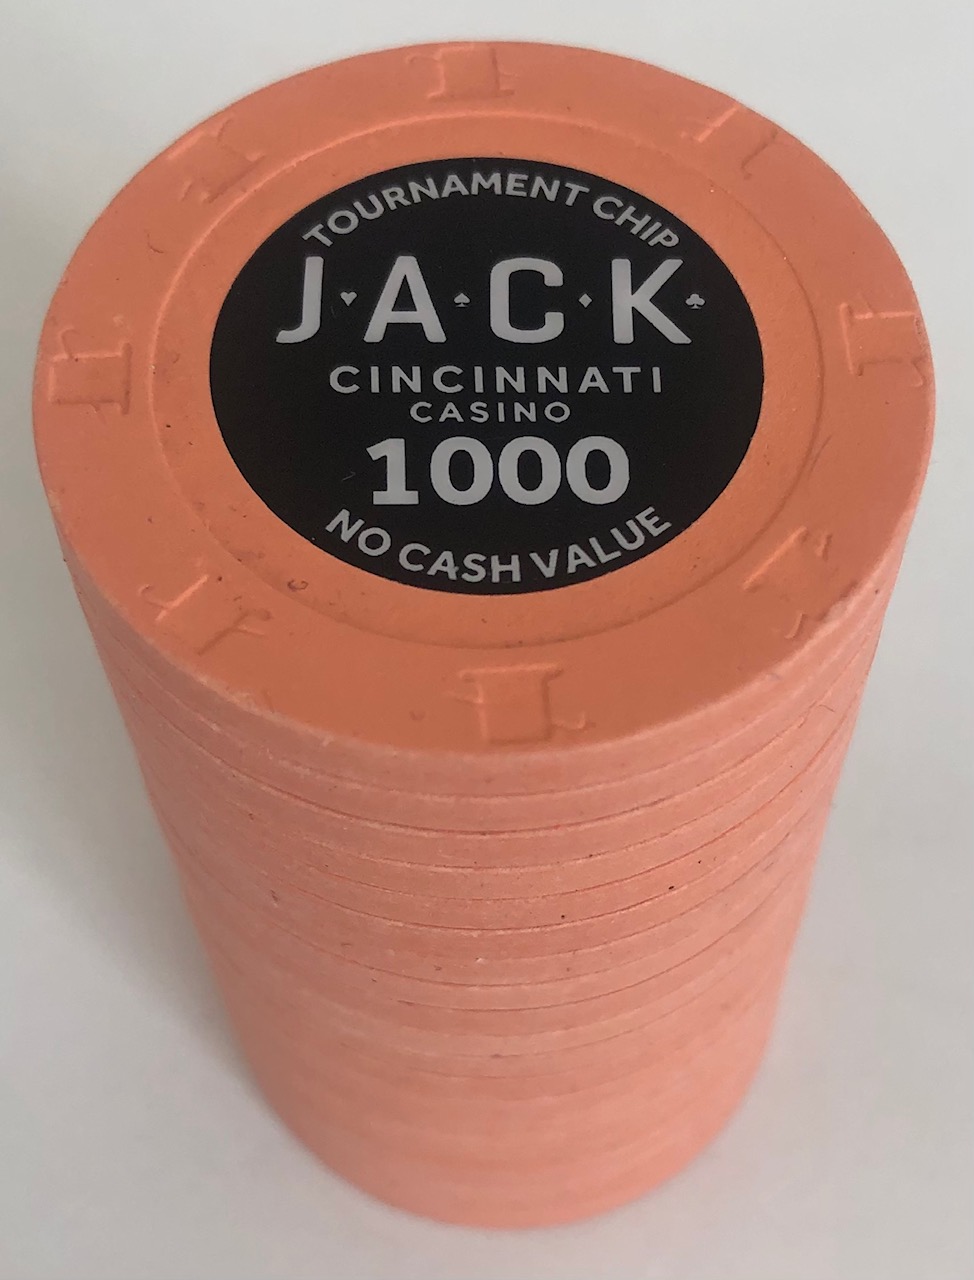 TOURNAMENT CHIP
J♥A♠C♦K♣
CINCINNATI
CASINO
1000
NO CASH VALUE